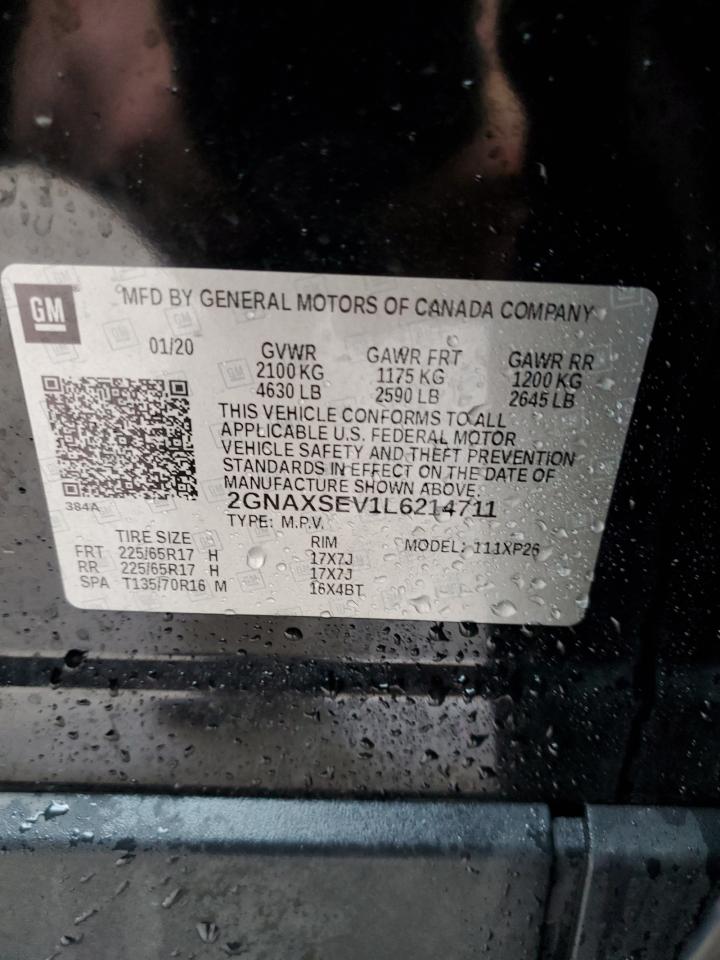 GM
MFD BY GENERAL MOTORS OF CANADA COMPANY
01/20
GVWR GAWR FRT GAWR RR
2100 KG 1175 KG 1200 KG
4630 LB 2590 LB 2645 LB
THIS VEHICLE CONFORMS TO ALL
APPLICABLE U.S. FEDERAL MOTOR
VEHICLE SAFETY AND THEFT PREVENTION
STANDARDS IN EFFECT ON THE DATE OF
MANUFACTURE SHOWN ABOVE.
384A
2GNAXSEV1L6214711
TYPE: M.P.V.
TIRE SIZE RIM MODEL: 111XP26
FRT 225/65R17 H 17X7J
RR 225/65R17 H 17X7J
SPA T135/70R16 M 16X4BT